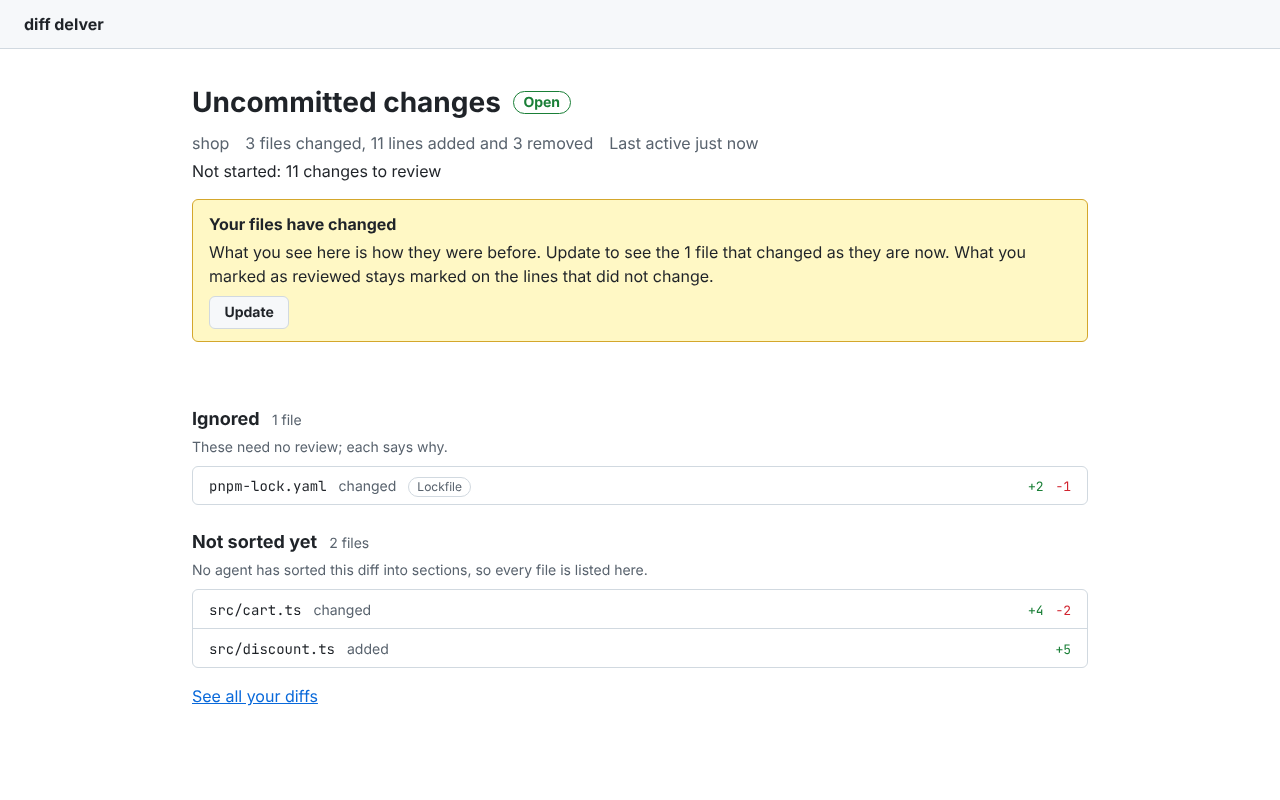 diff delver
Uncommitted changes Open
shop 3 files changed, 11 lines added and 3 removed Last active just now
Not started: 11 changes to review
Your files have changed
What you see here is how they were before. Update to see the 1 file that changed as they are now. What you
marked as reviewed stays marked on the lines that did not change.
Update
Ignored 1 file
These need no review; each says why.
pnpm-lock.yaml changed Lockfile +2 -1
Not sorted yet 2 files
No agent has sorted this diff into sections, so every file is listed here.
src/cart.ts changed +4 -2
src/discount.ts added +5
See all your diffs